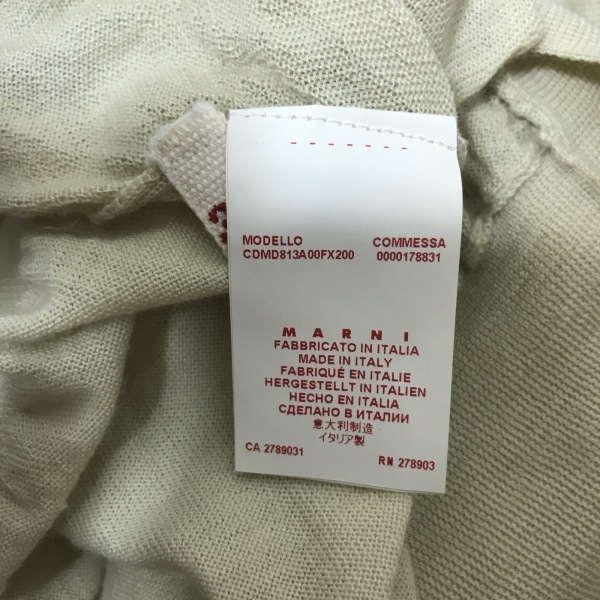 MODELLO COMMESSA
CDMD813A00FX200 0000178831
MARNI
FABBRICATO IN ITALIA
MADE IN ITALY
FABRIQUÉ EN ITALIE
HERGESTELLT IN ITALIEN
HECHO EN ITALIA
СДЕЛАНО В ИТАЛИИ
意大利制造
イタリア製
CA 2789031 RN 278903